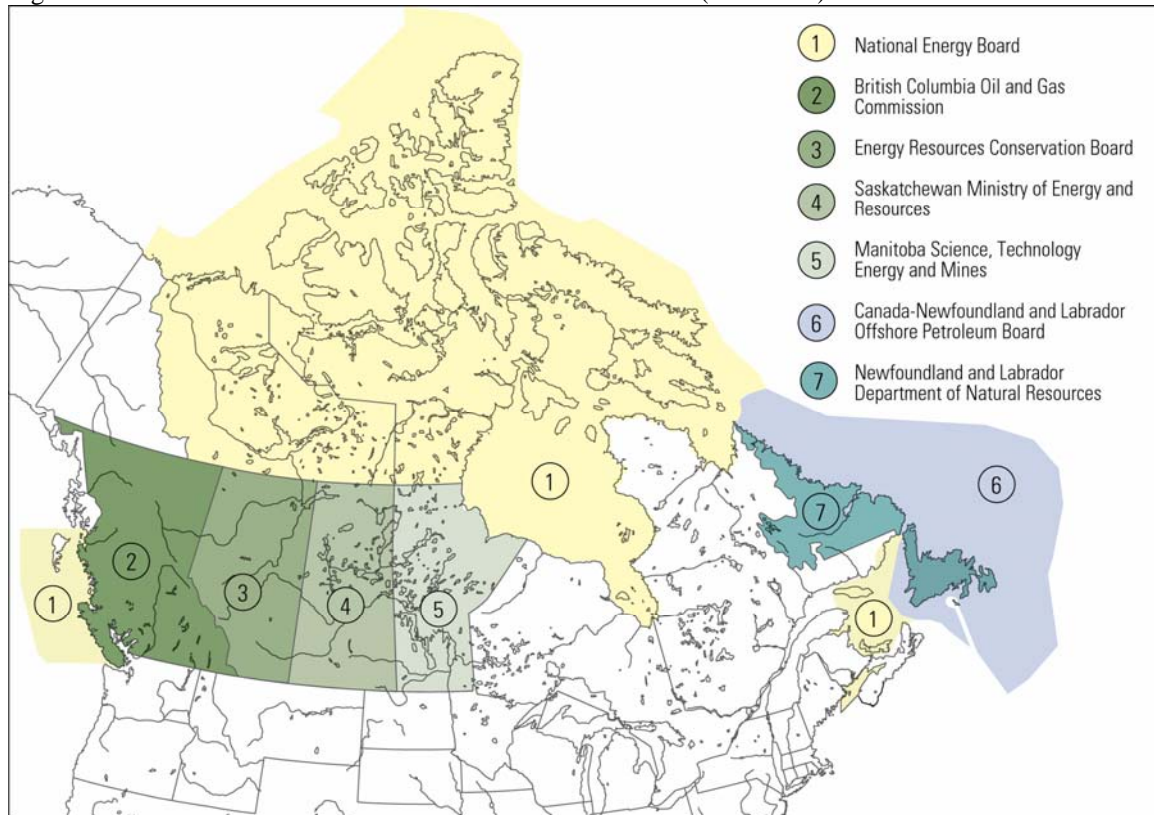 1 National Energy Board
2 British Columbia Oil and Gas
Commission
3 Energy Resources Conservation Board
4 Saskatchewan Ministry of Energy and
Resources
5 Manitoba Science, Technology
Energy and Mines
6 Canada-Newfoundland and Labrador
Offshore Petroleum Board
7 Newfoundland and Labrador
Department of Natural Resources
1
6
7
2
3
4
5
1
1